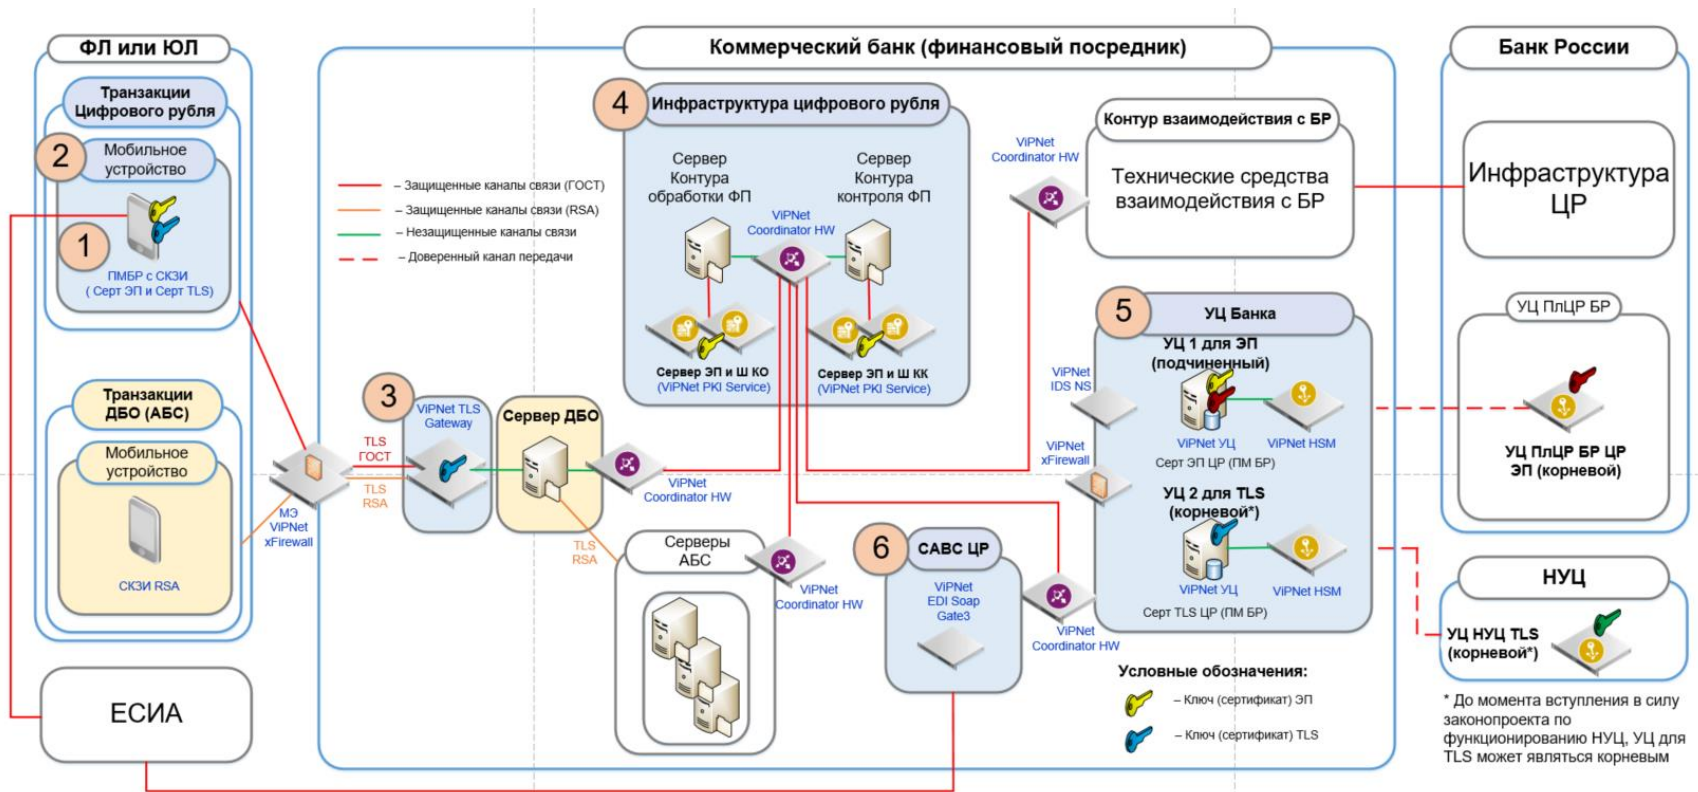 ФЛ или ЮЛ
Транзакции
Цифрового рубля
2
Мобильное
устройство
1
ПМБР с СКЗИ
( Серт ЭП и Серт TLS)
Транзакции
ДБО (АБС)
Мобильное
устройство
СКЗИ RSA
ЕСИА
МЭ
ViPNet
xFirewall
Коммерческий банк (финансовый посредник)
– Защищенные каналы связи (ГОСТ)
– Защищенные каналы связи (RSA)
– Незащищенные каналы связи
– Доверенный канал передачи
TLS
ГОСТ
TLS
RSA
3
ViPNet TLS
Gateway
Сервер ДБО
ViPNet
Coordinator HW
TLS
RSA
4
Инфраструктура цифрового рубля
Сервер
Контура
обработки ФП
Сервер
Контура
контроля ФП
ViPNet
Coordinator HW
Сервер ЭП и Ш КО
(ViPNet PKI Service)
Сервер ЭП и Ш КК
(ViPNet PKI Service)
Серверы
АБС
ViPNet
Coordinator HW
6
САВС ЦР
ViPNet
EDI Soap
Gate3
ViPNet
Coordinator HW
ViPNet
Coordinator HW
Контур взаимодействия с БР
Технические средства
взаимодействия с БР
5
УЦ Банка
ViPNet
IDS NS
ViPNet
xFirewall
УЦ 1 для ЭП
(подчиненный)
ViPNet УЦ
ViPNet HSM
Серт ЭП ЦР (ПМ БР)
УЦ 2 для TLS
(корневой*)
ViPNet УЦ
ViPNet HSM
Серт TLS ЦР (ПМ БР)
Условные обозначения:
– Ключ (сертификат) ЭП
– Ключ (сертификат) TLS
Банк России
Инфраструктура
ЦР
УЦ ПлЦР БР
УЦ ПлЦР БР ЦР
ЭП (корневой)
НУЦ
УЦ НУЦ TLS
(корневой*)
* До момента вступления в силу
законопроекта по
функционированию НУЦ, УЦ для
TLS может являться корневым